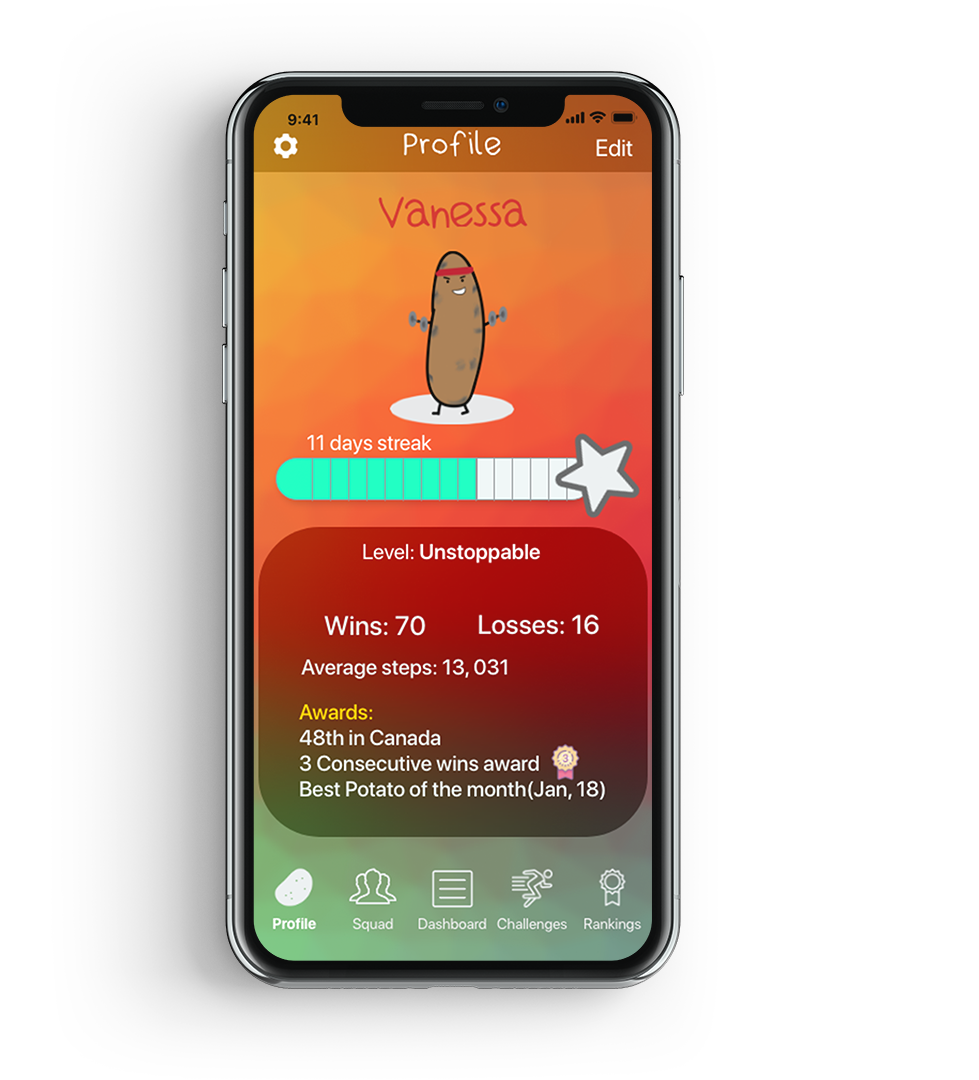 9:41
Profile
Edit
Vanessa
11 days streak
Level: Unstoppable
Wins: 70
Losses: 16
Average steps: 13, 031
Awards:
48th in Canada
3 Consecutive wins award
3
Best Potato of the month(Jan, 18)
Profile
Squad
Dashboard
Challenges
Rankings